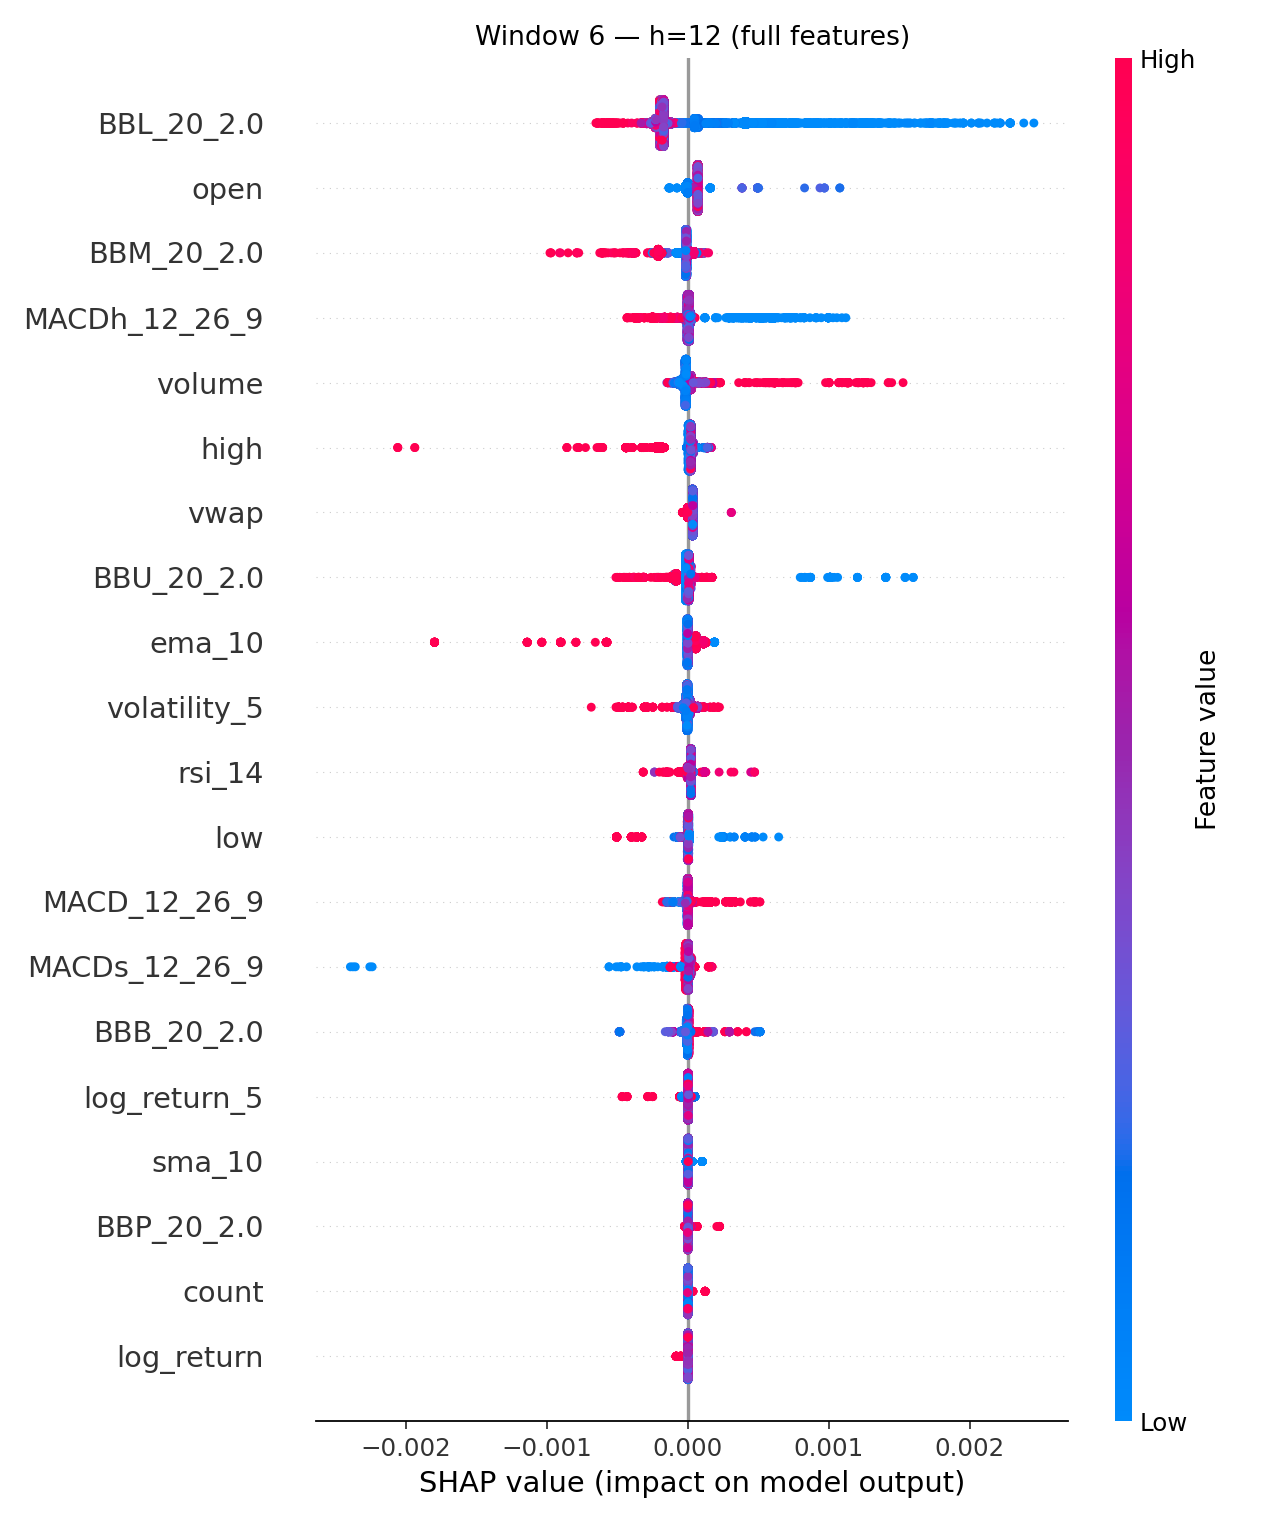 Window 6 — h=12 (full features)
High
BBL_20_2.0
open
BBM_20_2.0
MACDh_12_26_9
volume
high
vwap
BBU_20_2.0
ema_10
volatility_5
rsi_14
low
MACD_12_26_9
MACDs_12_26_9
BBB_20_2.0
log_return_5
sma_10
BBP_20_2.0
count
log_return
Feature value
Low
−0.002 −0.001 0.000 0.001 0.002
SHAP value (impact on model output)